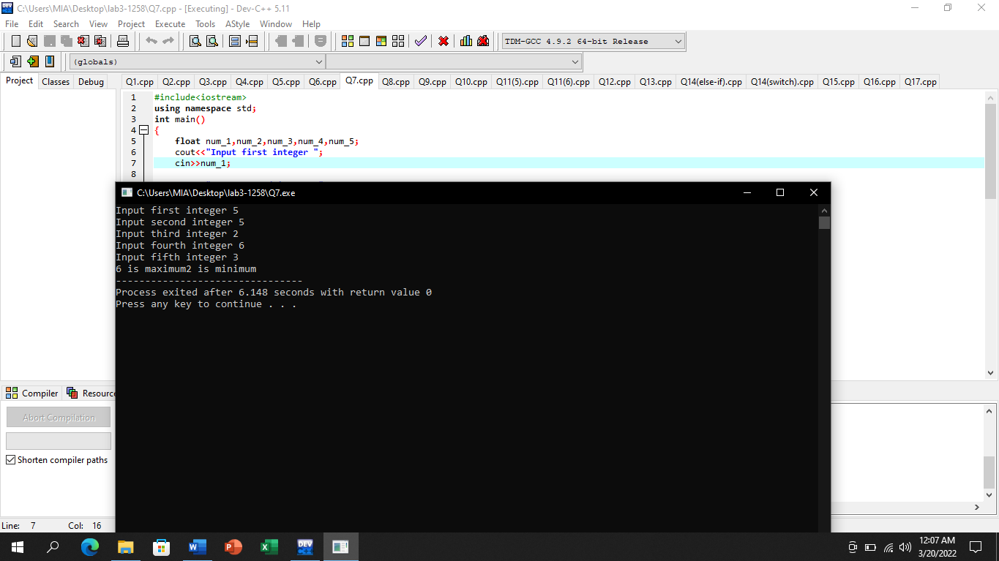 C:\Users\MIA\Desktop\lab3-1258\Q7.cpp - [Executing] - Dev-C++ 5.11
File Edit Search View Project Execute Tools AStyle Window Help
TDM-GCC 4.9.2 64-bit Release
(globals)
Project Classes Debug
Q1.cpp Q2.cpp Q3.cpp Q4.cpp Q5.cpp Q6.cpp Q7.cpp Q8.cpp Q9.cpp Q10.cpp Q11(5).cpp Q11(6).cpp Q12.cpp Q13.cpp Q14(else-if).cpp Q14(switch).cpp Q15.cpp Q16.cpp Q17.cpp
1 #include<iostream>
2 using namespace std;
3 int main()
4 {
5 float num_1,num_2,num_3,num_4,num_5;
6 cout<<"Input first integer ";
7 cin>>num_1;
8
C:\Users\MIA\Desktop\lab3-1258\Q7.exe
Input first integer 5
Input second integer 5
Input third integer 2
Input fourth integer 6
Input fifth integer 3
6 is maximum2 is minimum
--------------------------------
Process exited after 6.148 seconds with return value 0
Press any key to continue . . .
Compiler Resource
Abort Compilation
Shorten compiler paths
Line: 7 Col: 16
DEV C++
12:07 AM
3/20/2022